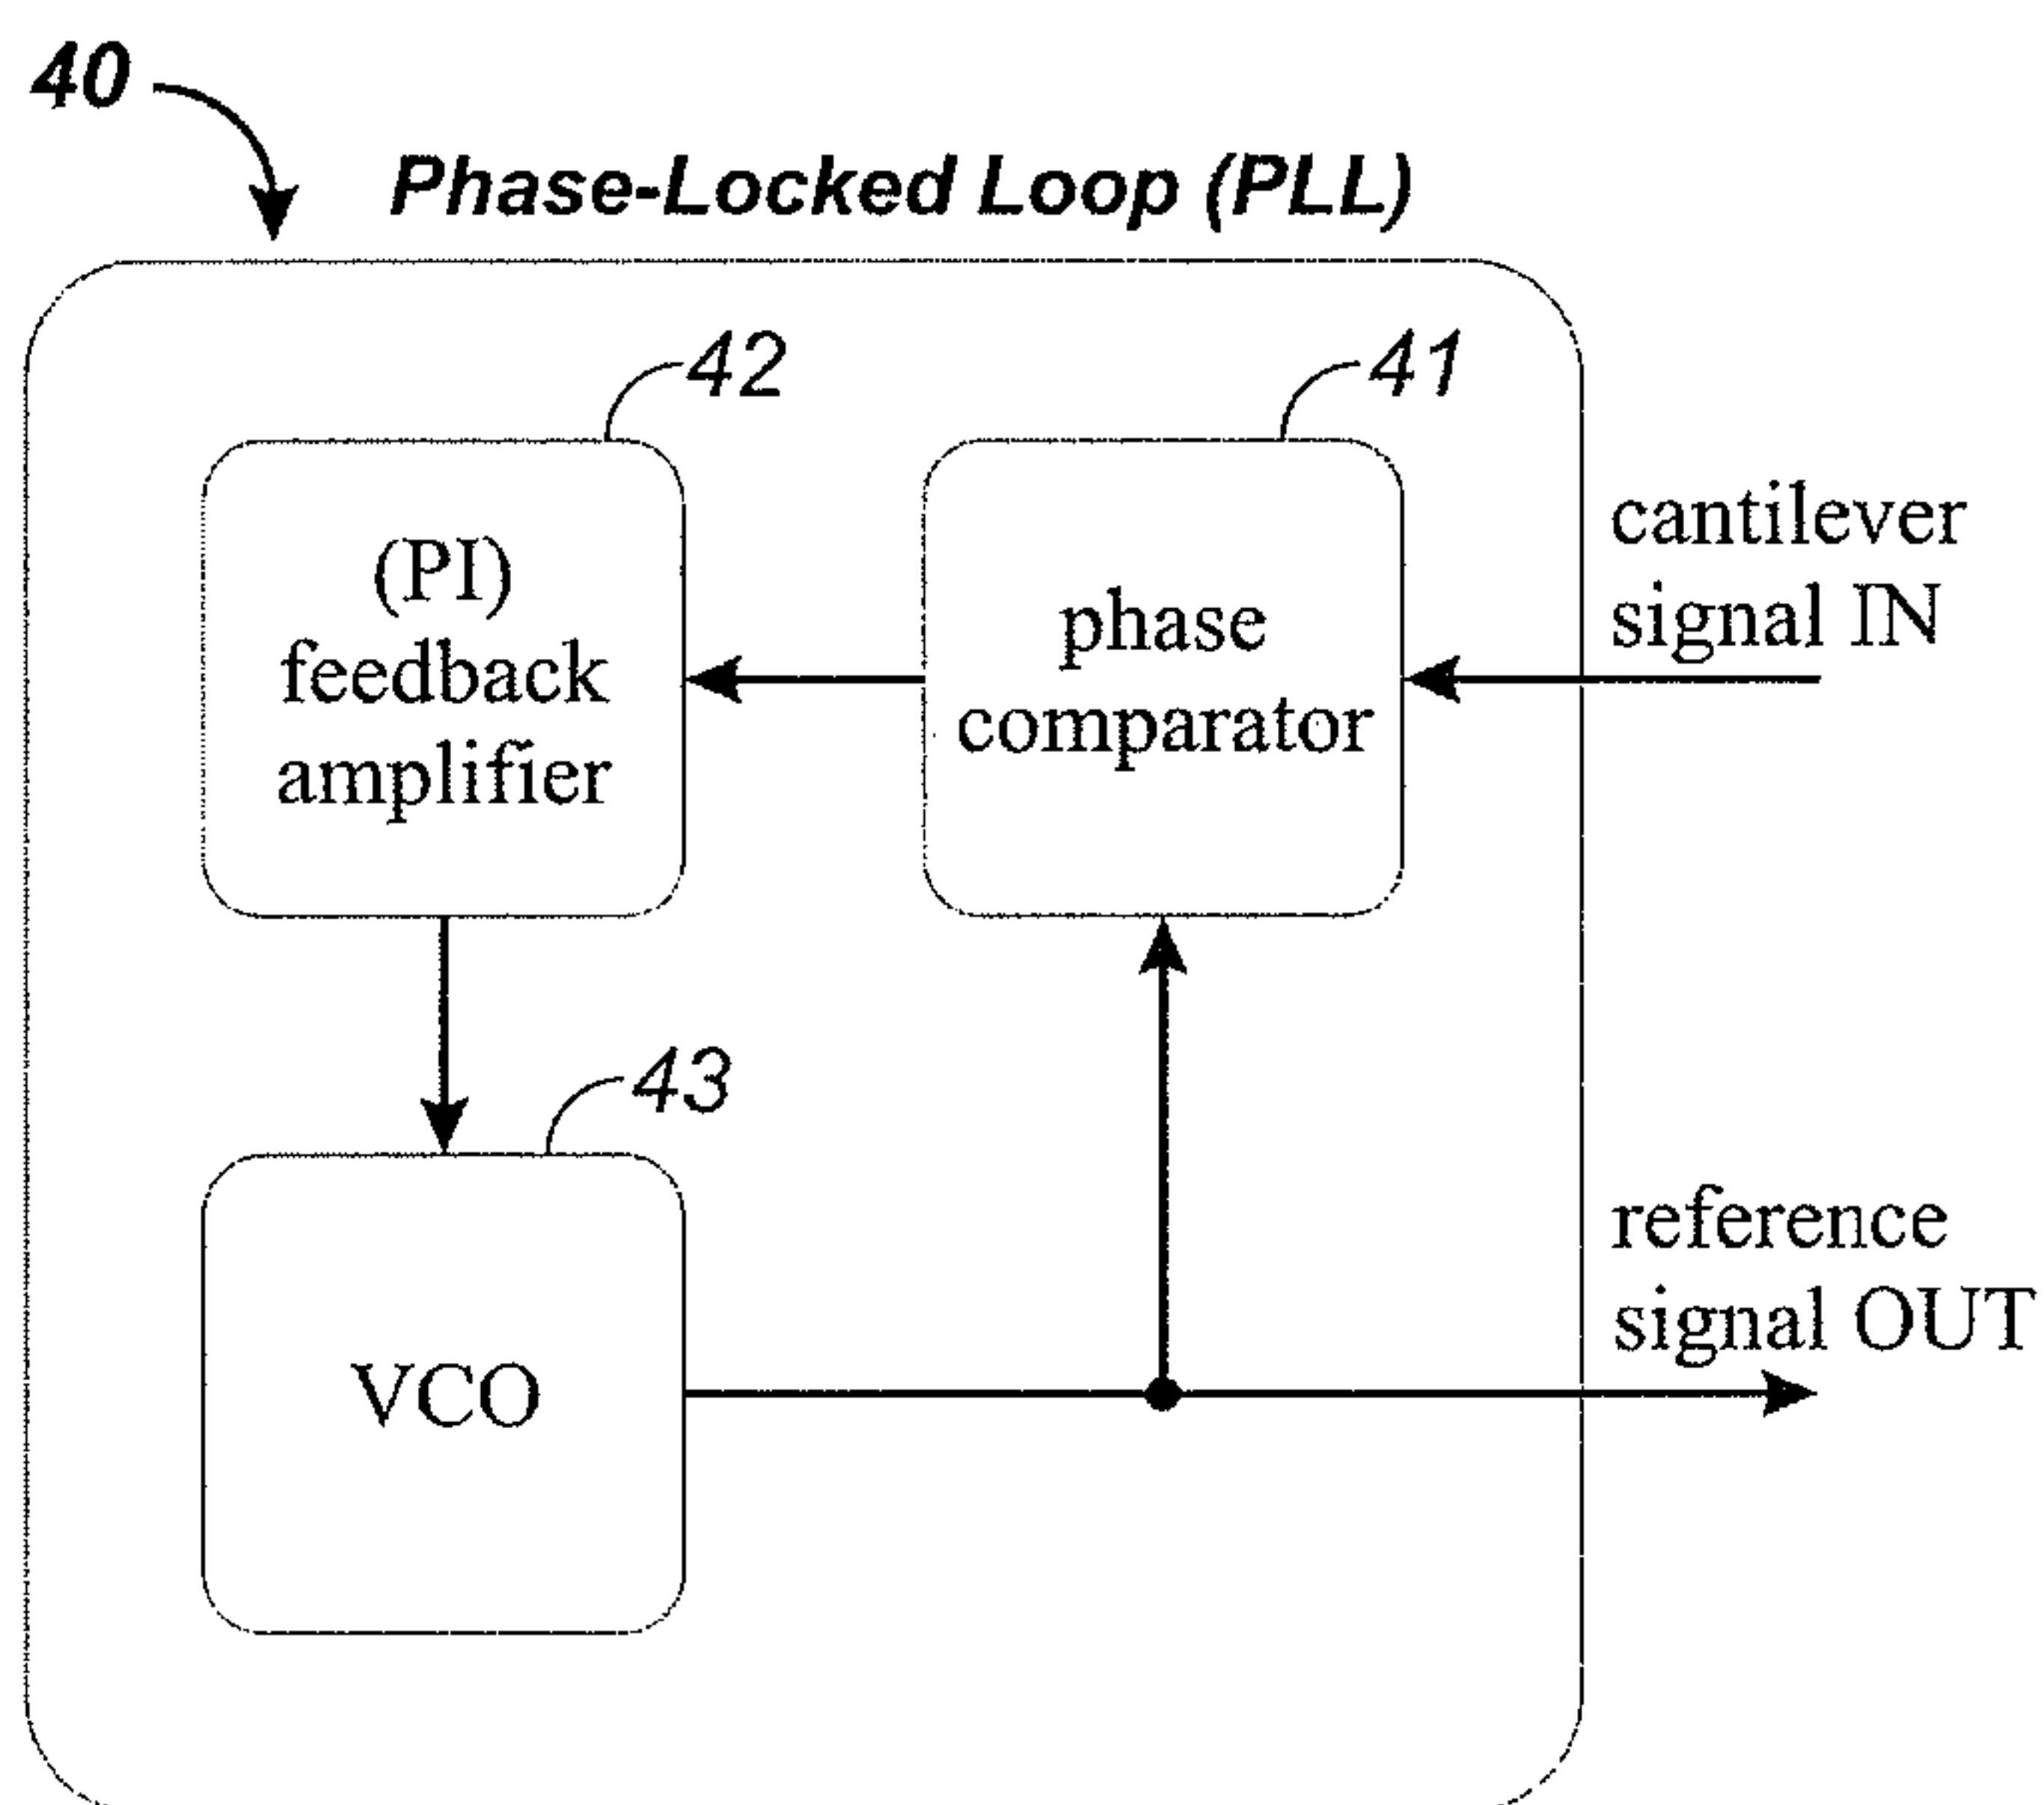 40
Phase-Locked Loop (PLL)
42
41
(PI)
feedback
amplifier
phase
comparator
cantilever
signal IN
43
VCO
reference
signal OUT